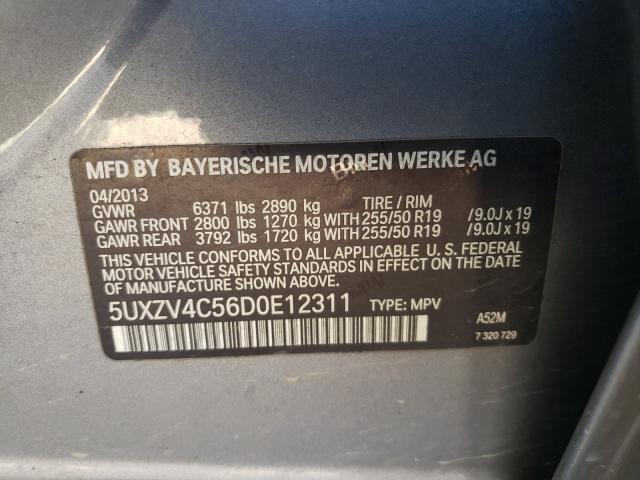 MFD BY BAYERISCHE MOTOREN WERKE AG
04/2013 TIRE / RIM
GVWR 6371 lbs 2890 kg
GAWR FRONT 2800 lbs 1270 kg WITH 255/50 R19 /9.0J x 19
GAWR REAR 3792 lbs 1720 kg WITH 255/50 R19 /9.0J x 19
THIS VEHICLE CONFORMS TO ALL APPLICABLE U. S. FEDERAL
MOTOR VEHICLE SAFETY STANDARDS IN EFFECT ON THE DATE
OF MANUFACTURE SHOWN ABOVE.
5UXZV4C56D0E12311 TYPE: MPV
A52M
7 320 729